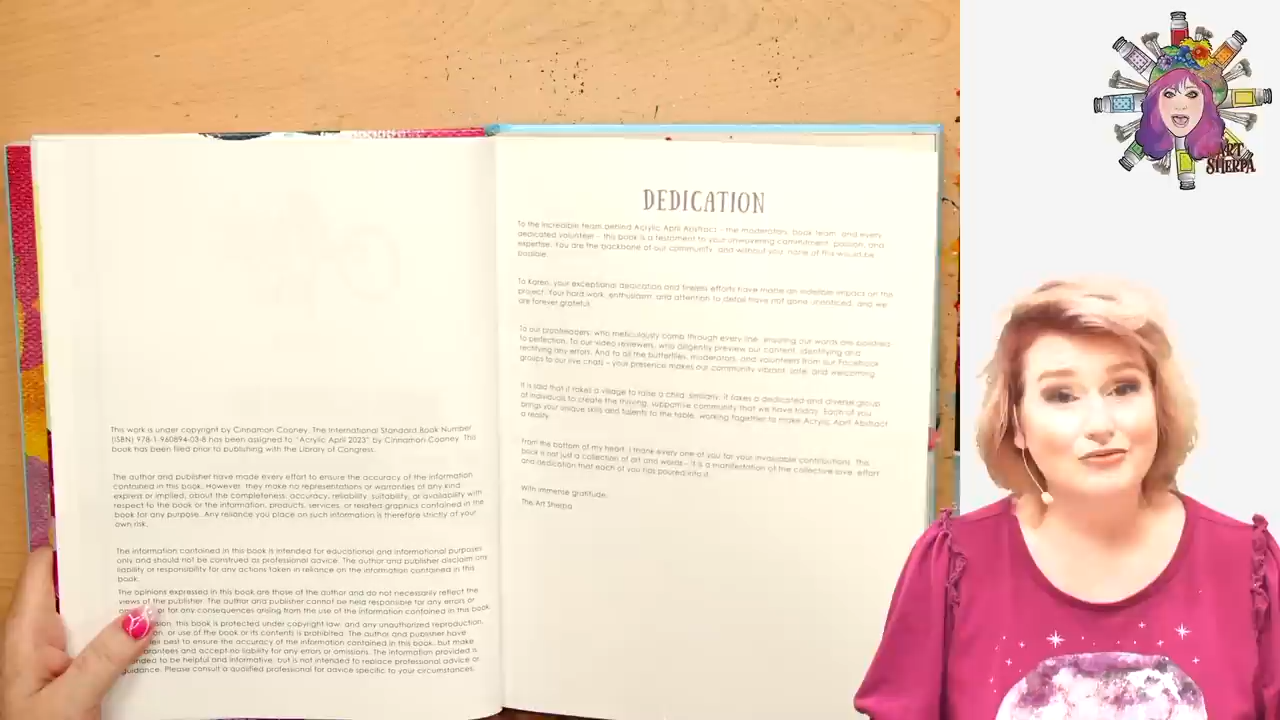 This work is under copyright by Cinnamon Cooney. The International Standard Book Number
(ISBN) 978-1-960894-03-8 has been assigned to "Acrylic April 2023" by Cinnamon Cooney. This
book has been filed prior to publishing with the Library of Congress.
The author and publisher have made every effort to ensure the accuracy of the information
contained in this book. However, they make no representations or warranties of any kind,
express or implied, about the completeness, accuracy, reliability, suitability, or availability with
respect to the book or the information, products, services, or related graphics contained in the
book for any purpose. Any reliance you place on such information is therefore strictly at your
own risk.
The information contained in this book is intended for educational and informational purposes
only and should not be construed as professional advice. The author and publisher disclaim any
liability or responsibility for any actions taken in reliance on the information contained in this
book.
The opinions expressed in this book are those of the author and do not necessarily reflect the
views of the publisher. The author and publisher cannot be held responsible for any errors or
or for any consequences arising from the use of the information contained in this book
this book is protected under copyright law, and any unauthorized reproduction,
or use of the book or its contents is prohibited. The author and publisher have
best to ensure the accuracy of the information contained in this book, but make
and accept no liability for any errors or omissions. The information provided is
to be helpful and informative, but is not intended to replace professional advice or
guidance. Please consult a qualified professional for advice specific to your circumstances.
DEDICATION
To the incredible team behind Acrylic April Abstract - the moderators, book team, and every
dedicated volunteer - this book is a testament to your unwavering commitment, passion, and
expertise. You are the backbone of our community, and without you, none of this would be
possible.
To Karen, your exceptional dedication and tireless efforts have made an indelible impact on this
project. Your hard work, enthusiasm, and attention to detail have not gone unnoticed, and we
are forever grateful.
To our proofreaders, who meticulously comb through every line, ensuring our words are polished
to perfection. To our video reviewers, who diligently preview our content, identifying and
rectifying any errors. And to all the butterflies, moderators, and volunteers from our Facebook
groups to our live chats - your presence makes our community vibrant, safe, and welcoming.
It is said that it takes a village to raise a child. Similarly, it takes a dedicated and diverse group
of individuals to create the thriving, supportive community that we have today. Each of you
brings your unique skills and talents to the table, working together to make Acrylic April Abstract
a reality.
From the bottom of my heart, I thank every one of you for your invaluable contributions. This
book is not just a collection of art and words - it is a manifestation of the collective love, effort
and dedication that each of you has poured into it.
With immense gratitude,
The Art Sherpa
ART
SHERPA